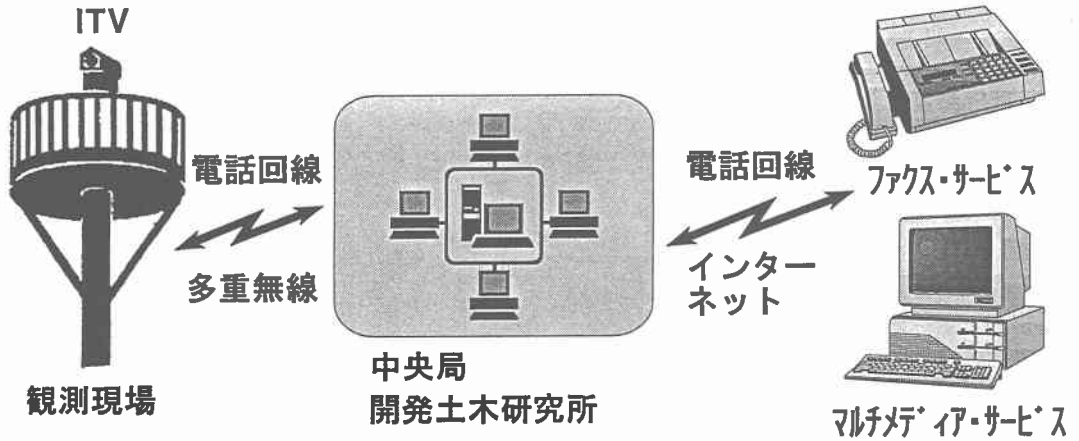 ITV
電話回線
多重無線
観測現場
中央局
開発土木研究所
電話回線
インター
ネット
ファクス・サービス
マルチメディア・サービス